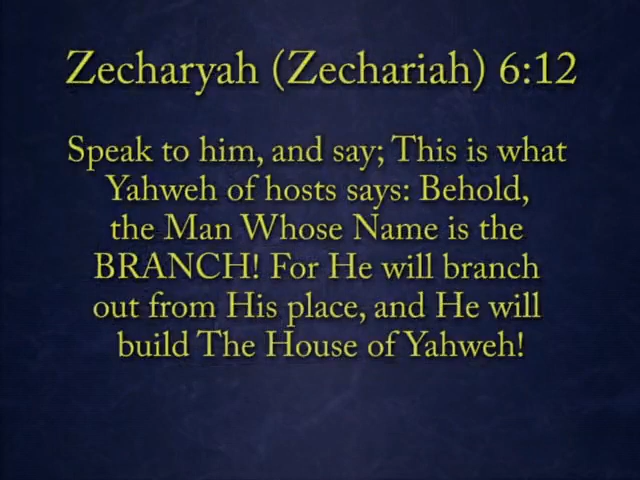 Zecharyah (Zechariah) 6:12
Speak to him, and say; This is what
Yahweh of hosts says: Behold,
the Man Whose Name is the
BRANCH! For He will branch
out from His place, and He will
build The House of Yahweh!